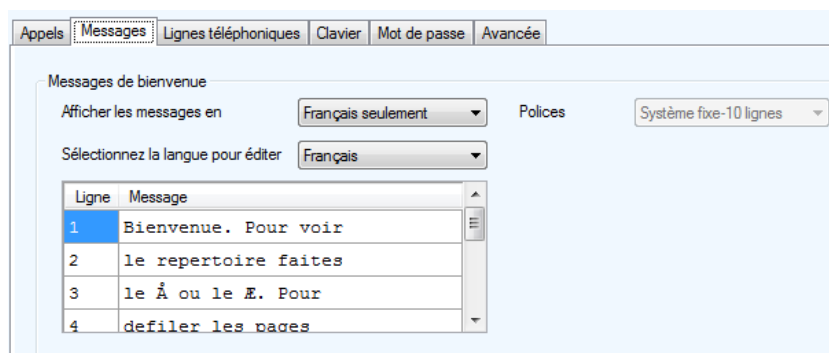 Appels Messages Lignes téléphoniques Clavier Mot de passe Avancée
Messages de bienvenue
Afficher les messages en Français seulement Polices Système fixe-10 lignes
Sélectionnez la langue pour éditer Français
Ligne Message
1 Bienvenue. Pour voir
2 le repertoire faites
3 le Å ou le Æ. Pour
4 defiler les pages